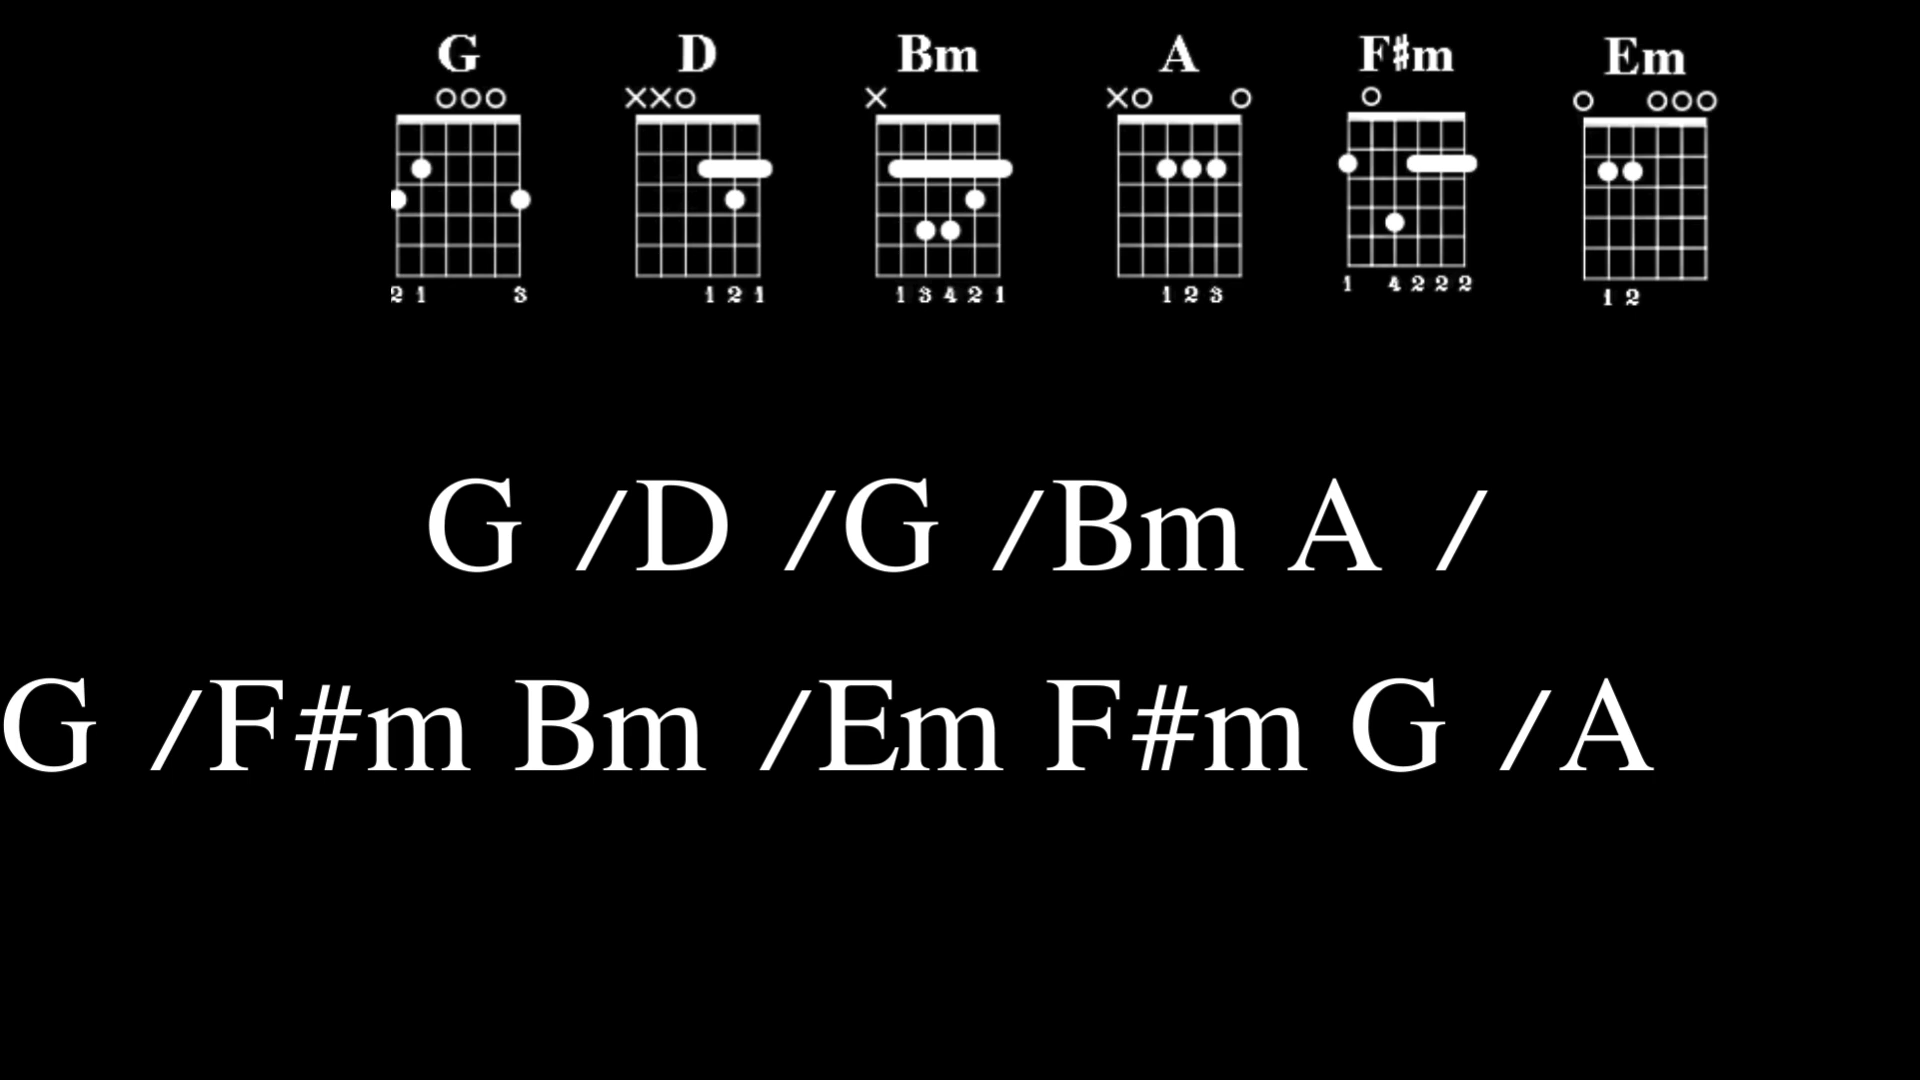 G D Bm A F♯m Em
×××○ × ×○ ○ ○ ○ ○○○
2 1 3 1 2 1 1 3 4 2 1 1 2 3 1 4 2 2 2 1 2
G /D /G /Bm A /
G /F#m Bm /Em F#m G /A